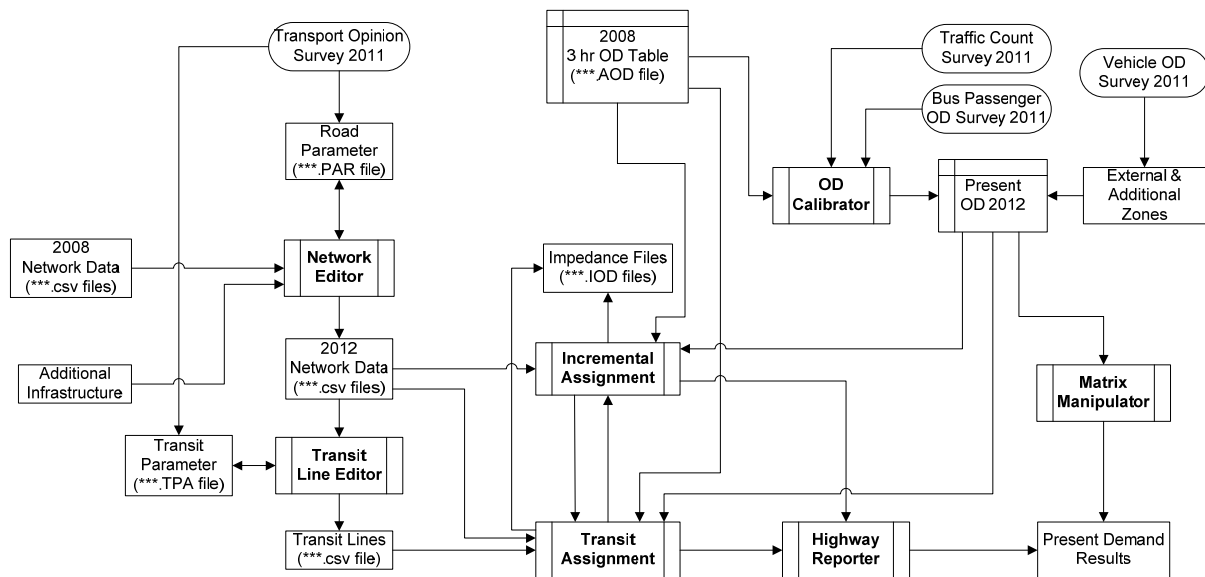 Transport Opinion
Survey 2011
2008
3 hr OD Table
(***.AOD file)
Traffic Count
Survey 2011
Vehicle OD
Survey 2011
Bus Passenger
OD Survey 2011
Road
Parameter
(***.PAR file)
OD
Calibrator
Present
OD 2012
External &
Additional
Zones
2008
Network Data
(***.csv files)
Network
Editor
Impedance Files
(***.IOD files)
Additional
Infrastructure
2012
Network Data
(***.csv files)
Incremental
Assignment
Matrix
Manipulator
Transit
Parameter
(***.TPA file)
Transit
Line Editor
Transit Lines
(***.csv file)
Transit
Assignment
Highway
Reporter
Present Demand
Results